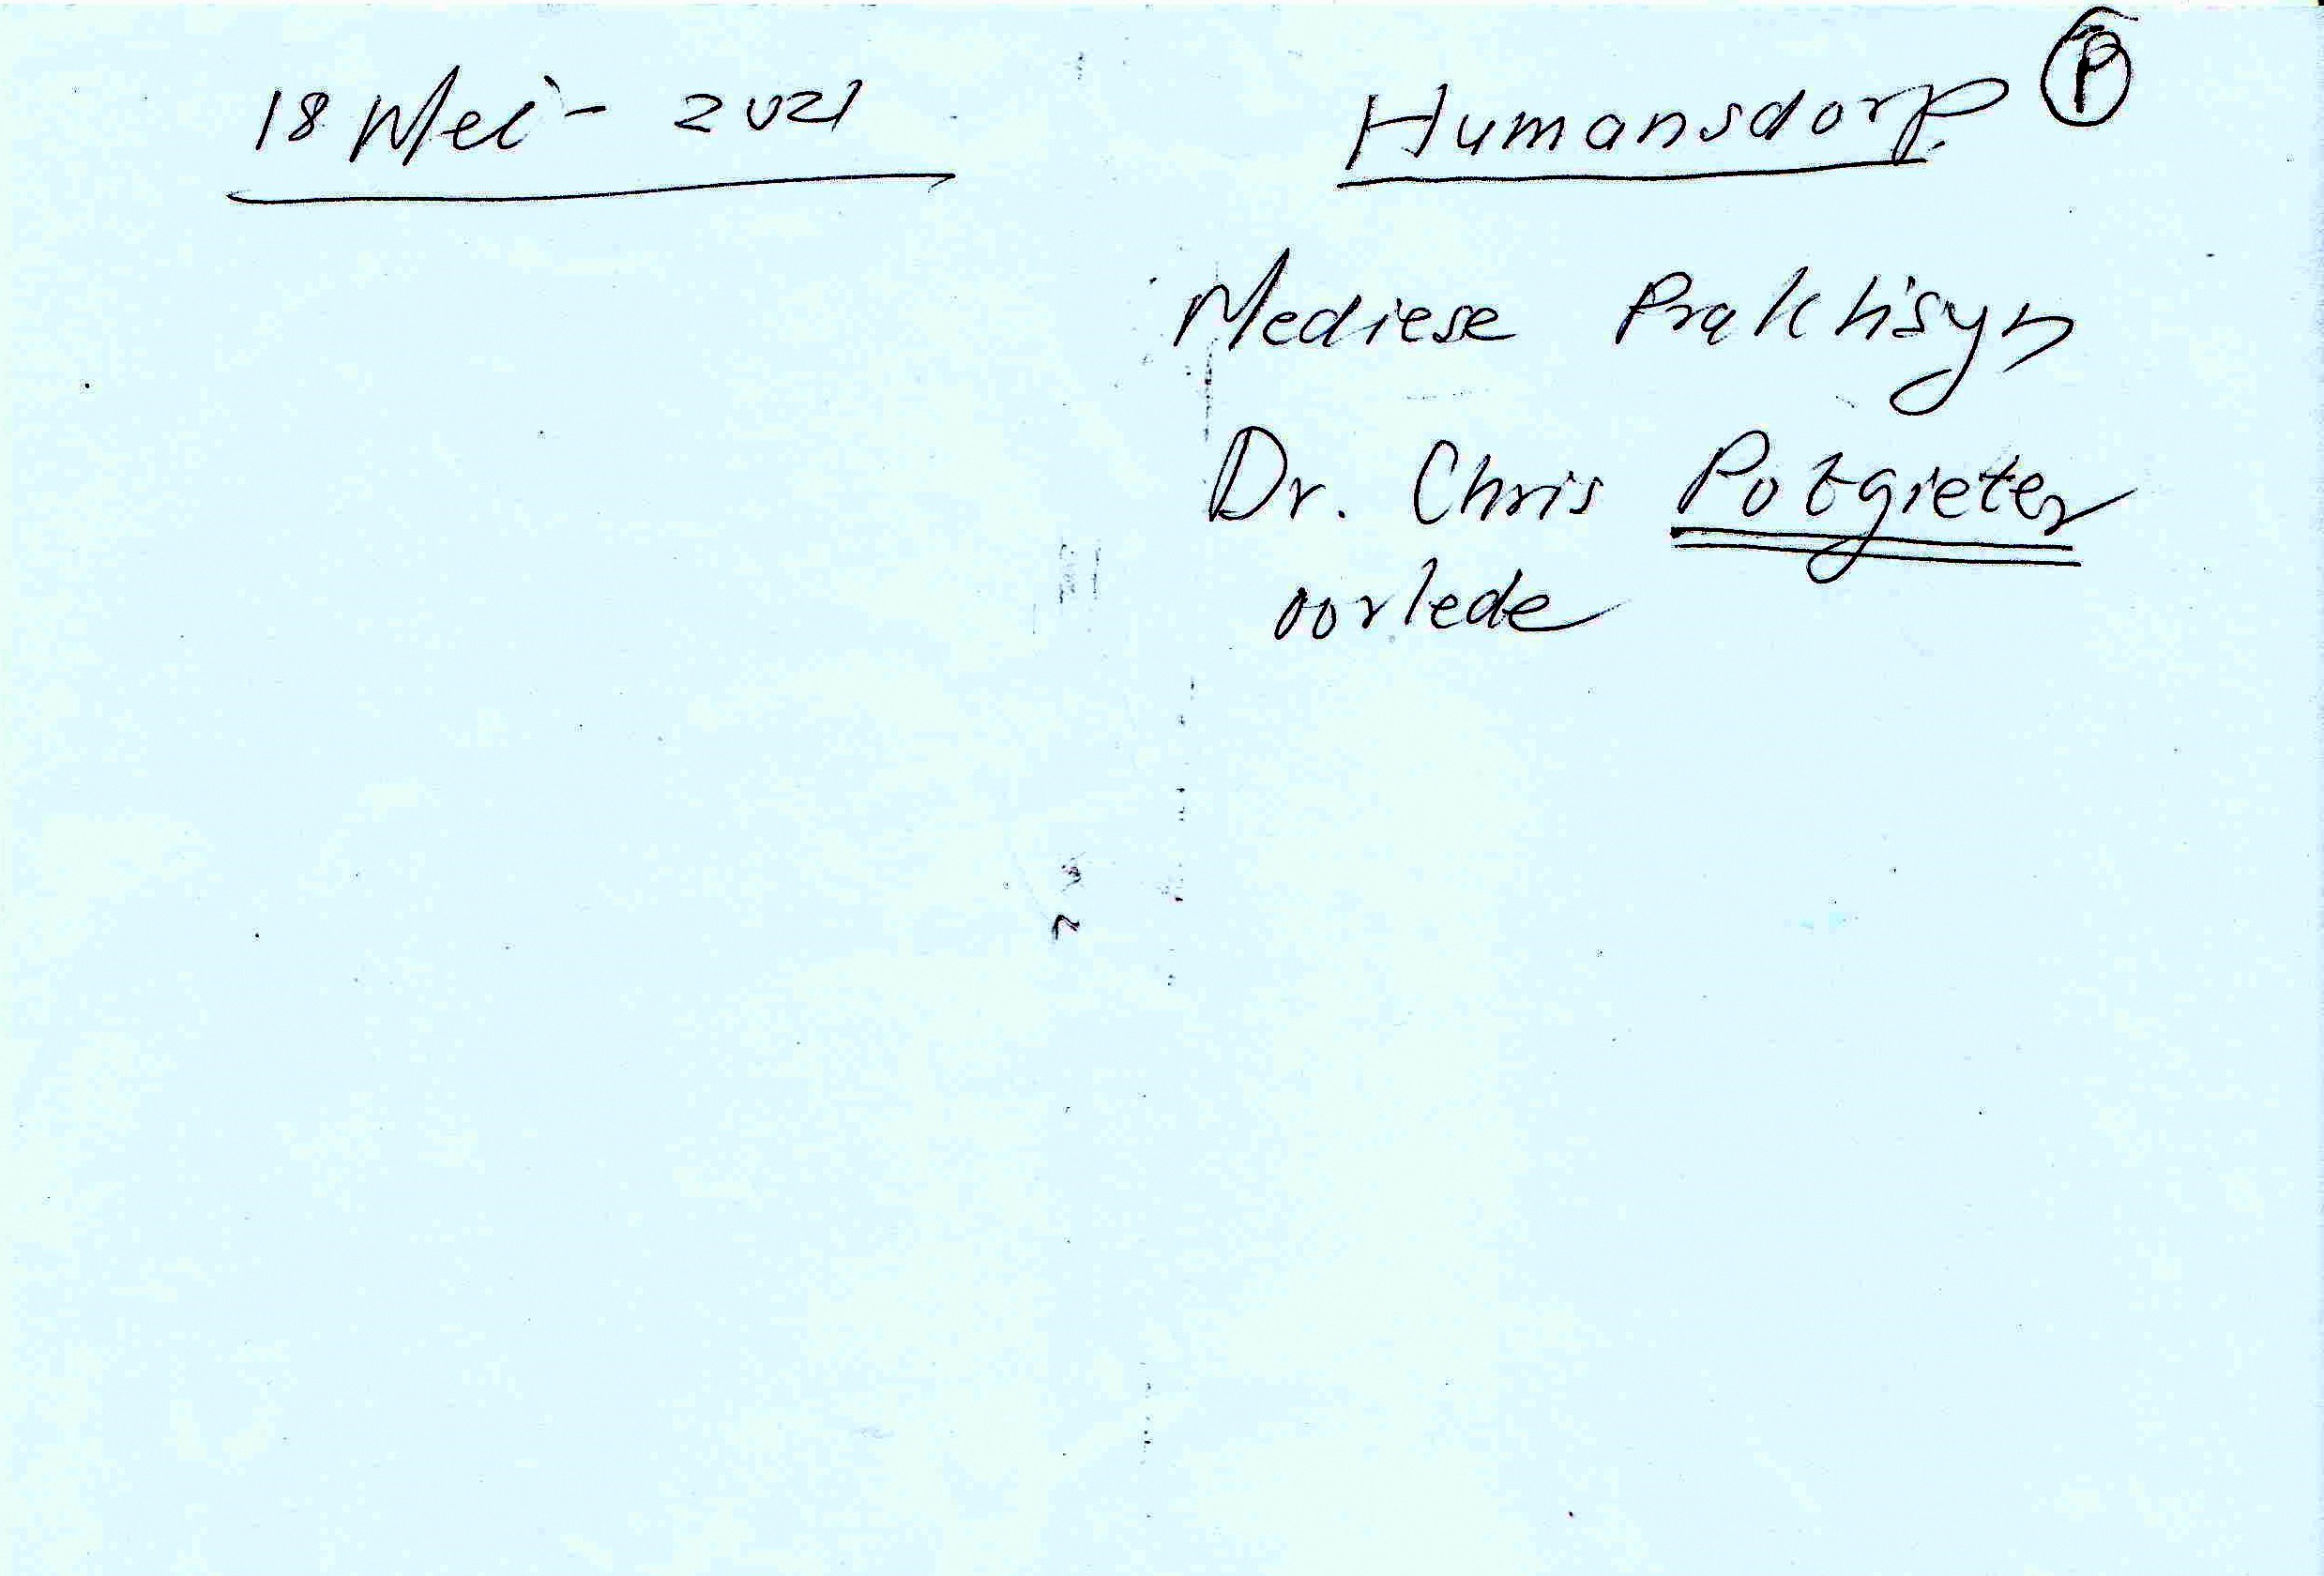 18 Mei - 2021
Humansdorp. P
Mediese Praktisyn
Dr. Chris Potgieter
oorlede